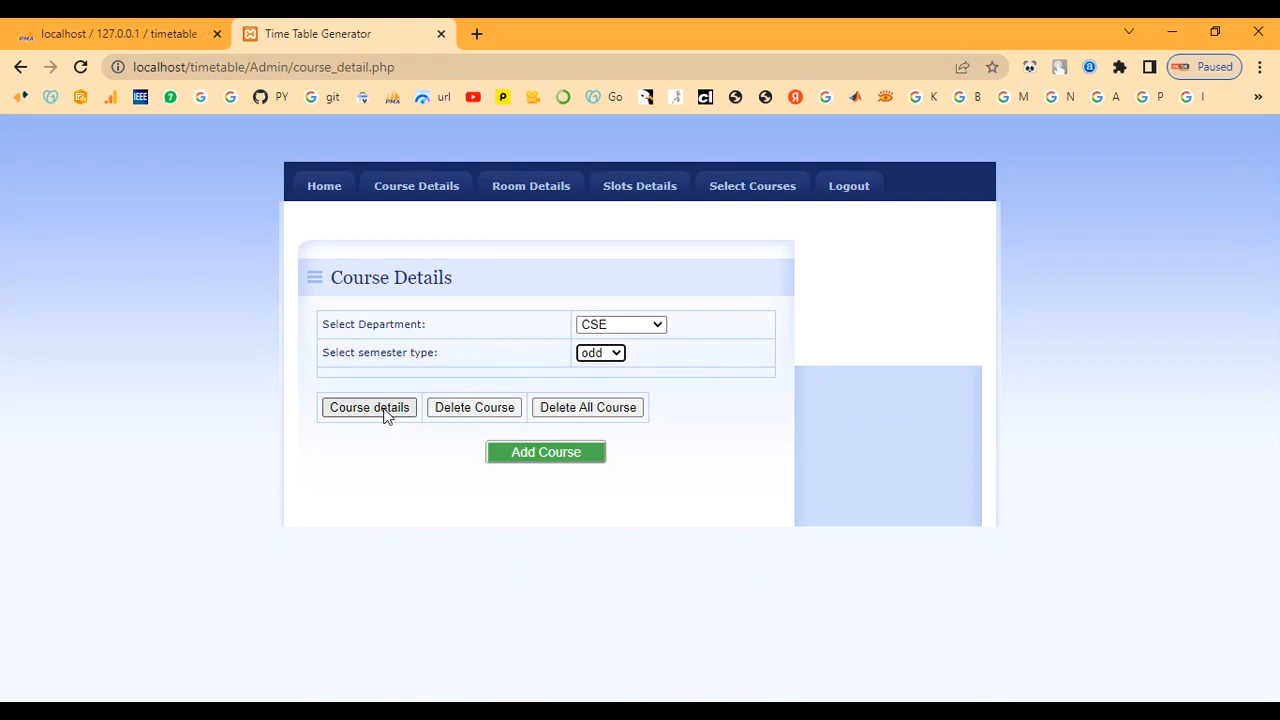 localhost / 127.0.0.1 / timetable
Time Table Generator
localhost/timetable/Admin/course_detail.php
Paused
IEEE
PY
git
PMA
url
Go
K
B
M
N
A
P
I
Home
Course Details
Room Details
Slots Details
Select Courses
Logout
Course Details
Select Department:
CSE
Select semester type:
odd
Course details
Delete Course
Delete All Course
Add Course